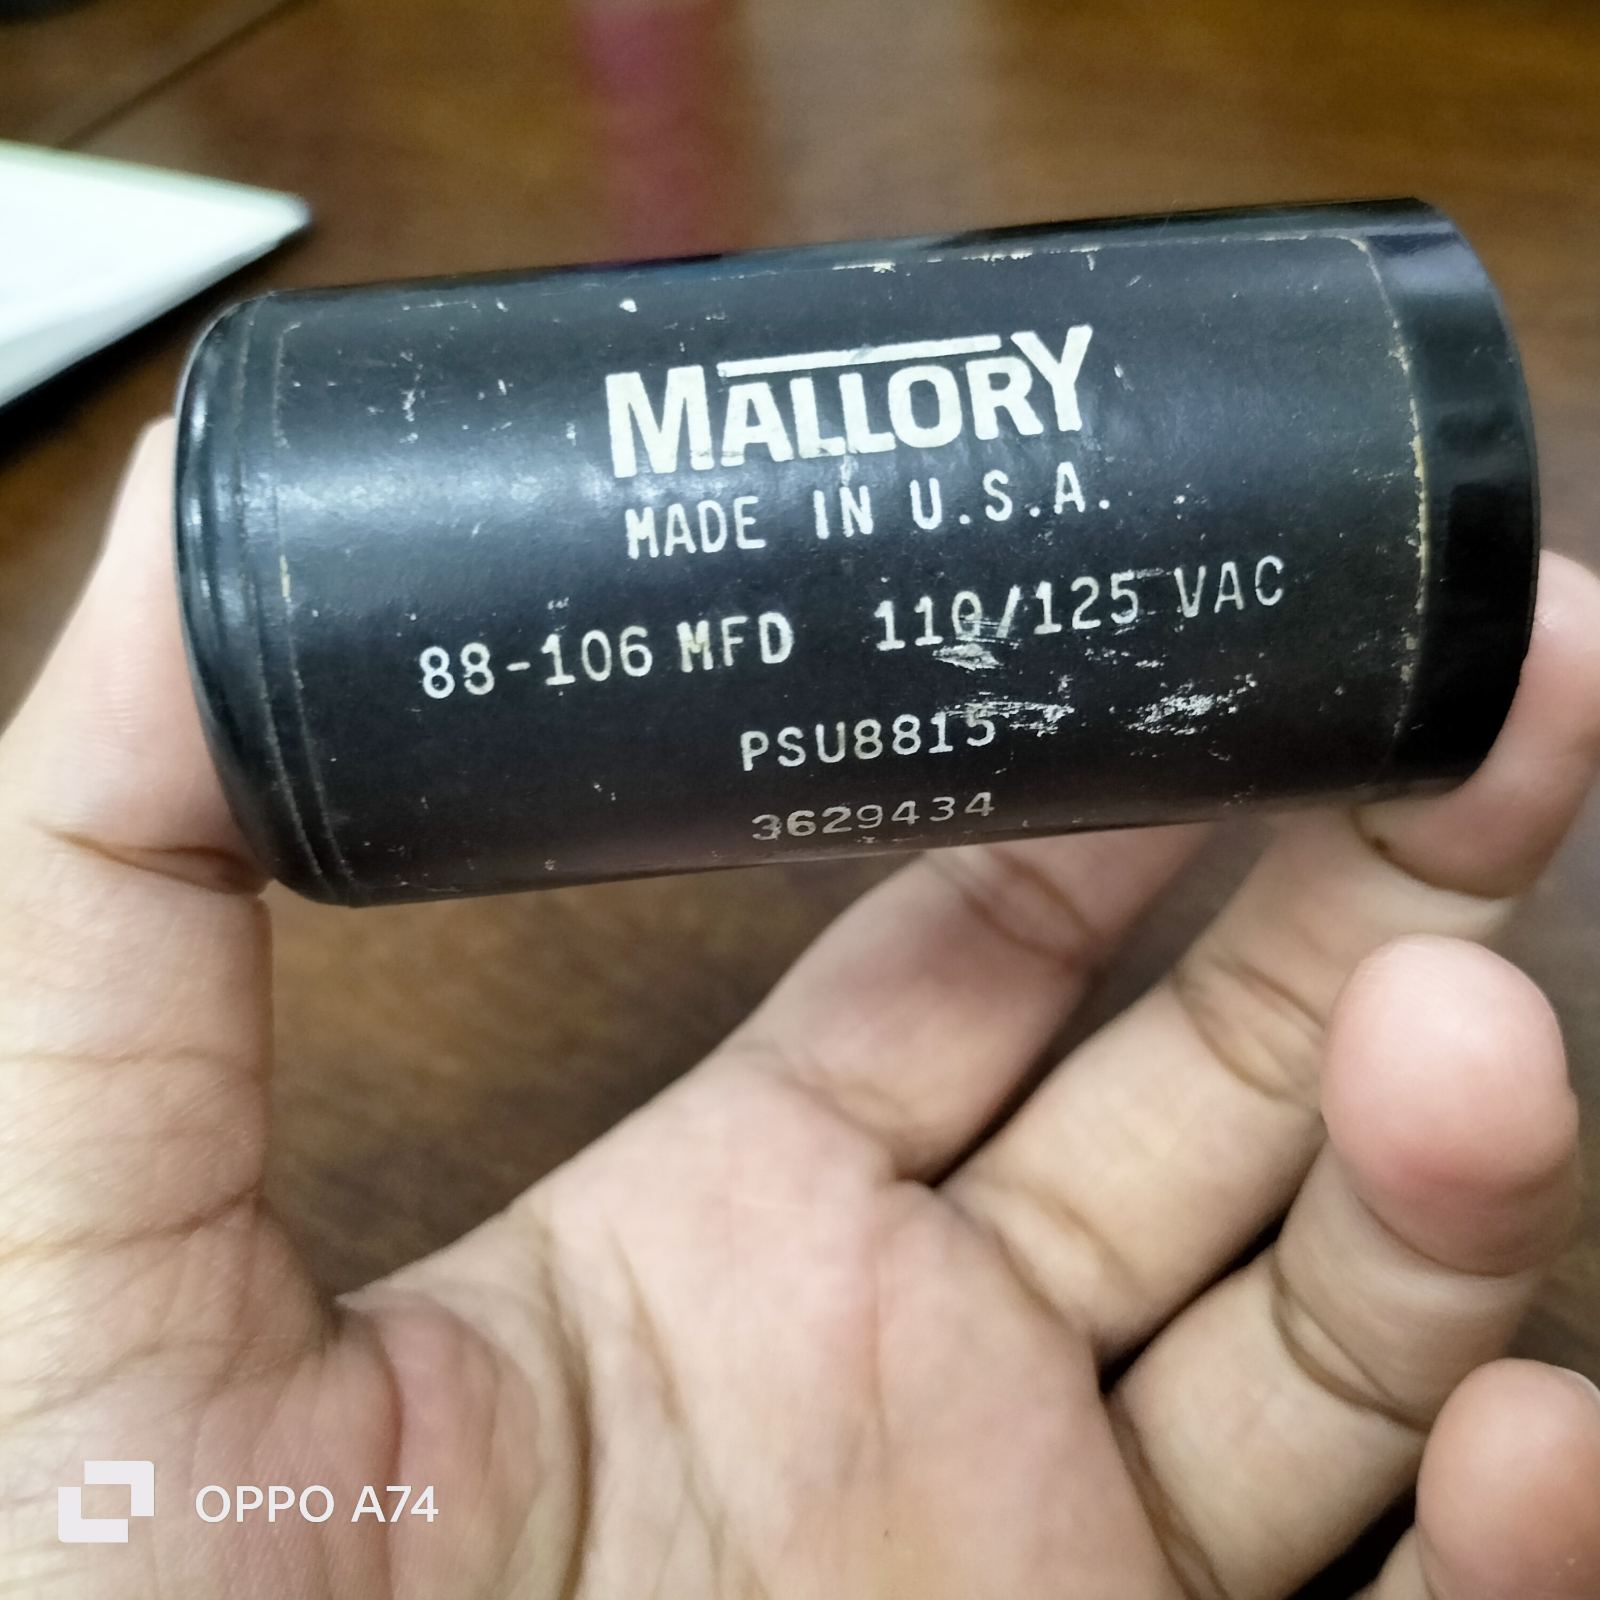 MALLORY
MADE IN U.S.A.
88-106 MFD 110/125 VAC
PSU8815
3629434
OPPO A74